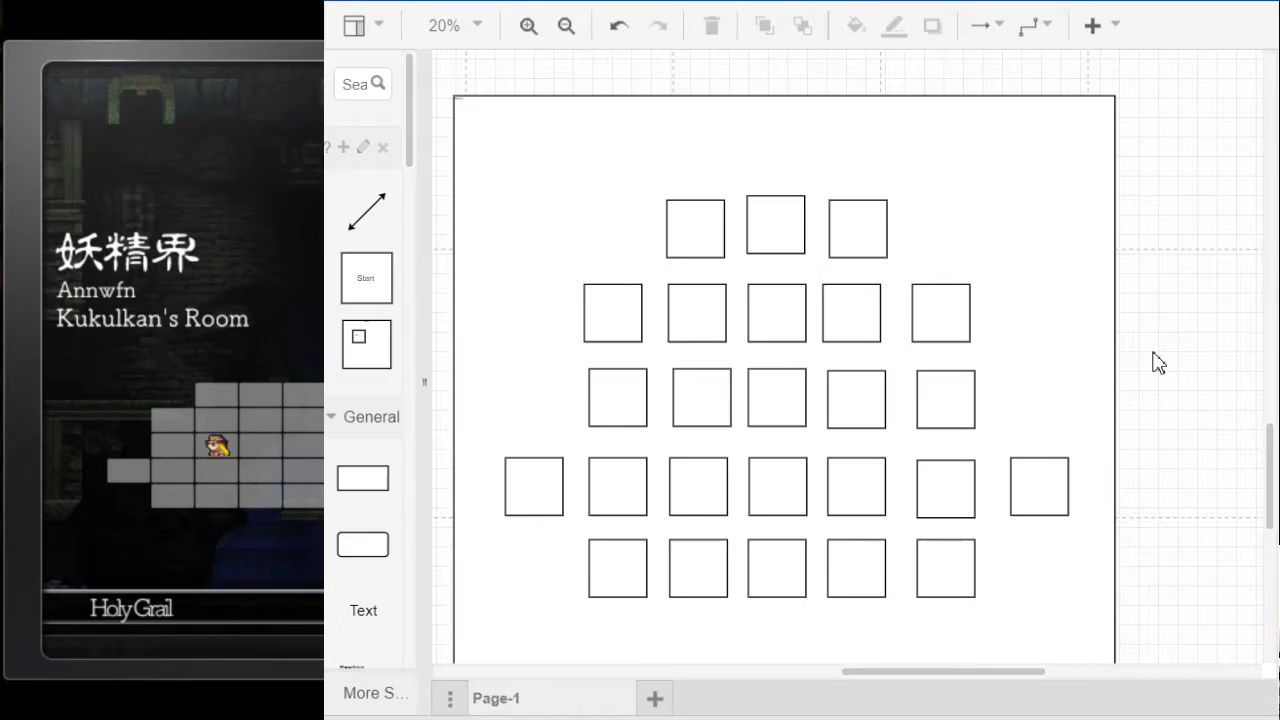 妖精界
Annwfn
Kukulkan's Room
Holy Grail
20%
Sea
?
Start
General
Text
More S...
Page-1